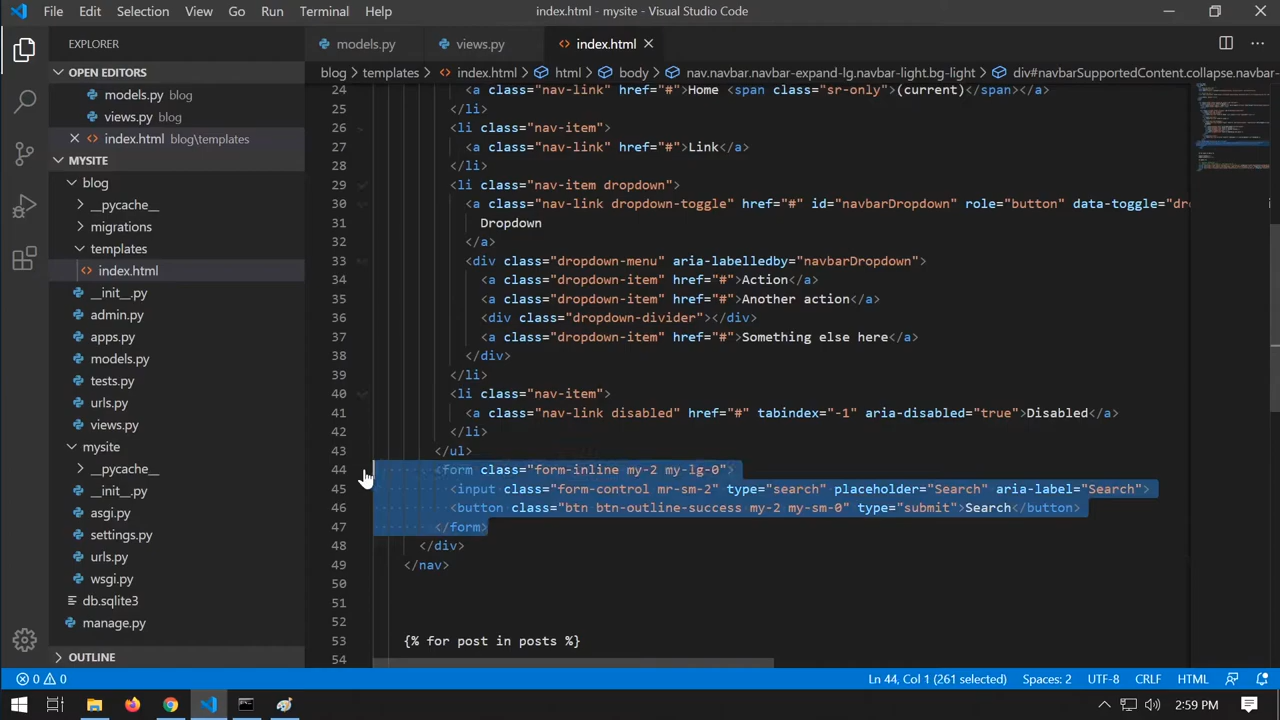 File Edit Selection View Go Run Terminal Help index.html - mysite - Visual Studio Code
EXPLORER models.py views.py index.html
OPEN EDITORS
models.py blog
views.py blog
index.html blog\templates
MYSITE
blog
__pycache__
migrations
templates
index.html
__init__.py
admin.py
apps.py
models.py
tests.py
urls.py
views.py
mysite
__pycache__
__init__.py
asgi.py
settings.py
urls.py
wsgi.py
db.sqlite3
manage.py
OUTLINE
blog > templates > index.html > html > body > nav.navbar.navbar-expand-lg.navbar-light.bg-light > div#navbarSupportedContent.collapse.navbar-
24 <a class="nav-link" href="#">Home <span class="sr-only">(current)</span></a>
25 </li>
26 <li class="nav-item">
27 <a class="nav-link" href="#">Link</a>
28 </li>
29 <li class="nav-item dropdown">
30 <a class="nav-link dropdown-toggle" href="#" id="navbarDropdown" role="button" data-toggle="dro
31 Dropdown
32 </a>
33 <div class="dropdown-menu" aria-labelledby="navbarDropdown">
34 <a class="dropdown-item" href="#">Action</a>
35 <a class="dropdown-item" href="#">Another action</a>
36 <div class="dropdown-divider"></div>
37 <a class="dropdown-item" href="#">Something else here</a>
38 </div>
39 </li>
40 <li class="nav-item">
41 <a class="nav-link disabled" href="#" tabindex="-1" aria-disabled="true">Disabled</a>
42 </li>
43 </ul>
44 <form class="form-inline my-2 my-lg-0">
45 <input class="form-control mr-sm-2" type="search" placeholder="Search" aria-label="Search">
46 <button class="btn btn-outline-success my-2 my-sm-0" type="submit">Search</button>
47 </form>
48 </div>
49 </nav>
50
51
52
53 {% for post in posts %}
54
0 0 Ln 44, Col 1 (261 selected) Spaces: 2 UTF-8 CRLF HTML
2:59 PM